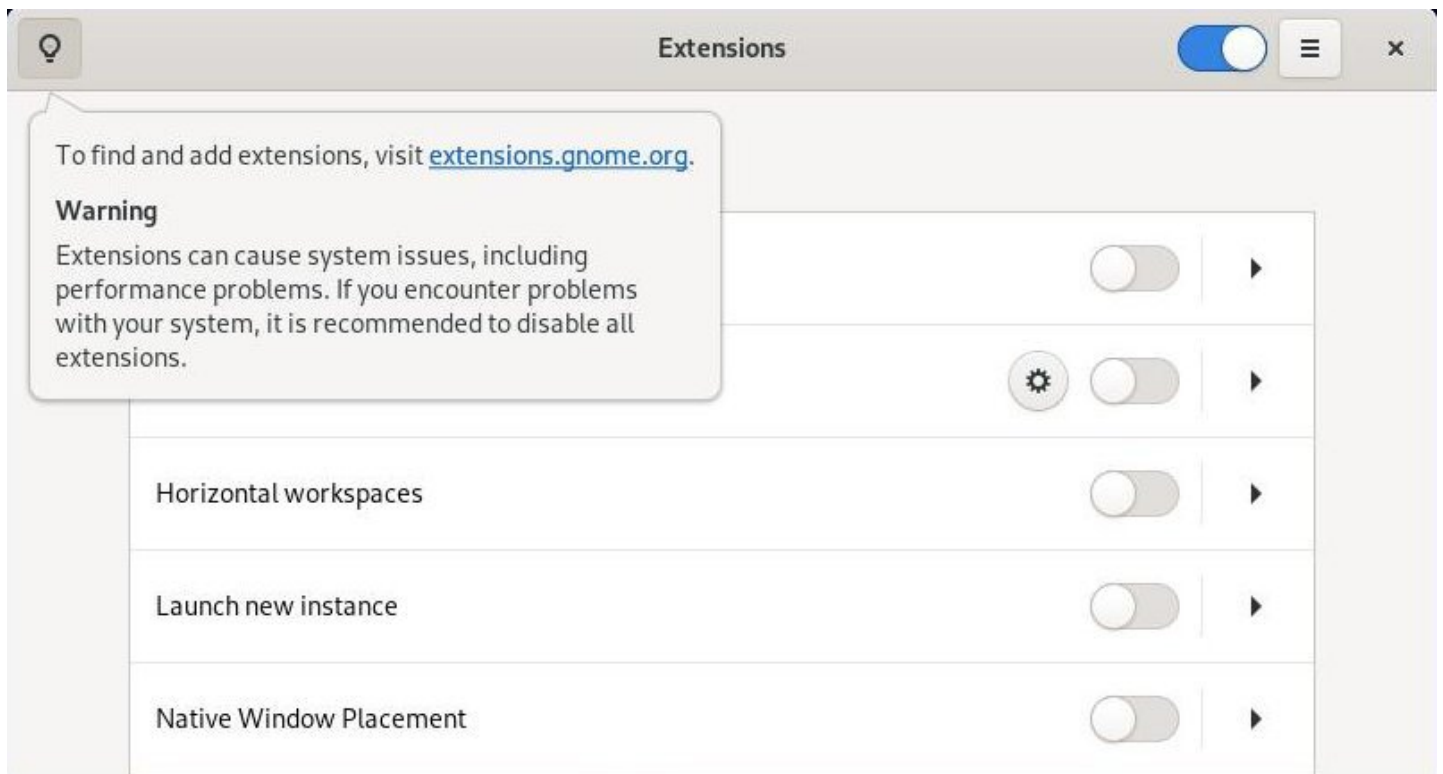 Extensions
To find and add extensions, visit extensions.gnome.org.
Warning
Extensions can cause system issues, including
performance problems. If you encounter problems
with your system, it is recommended to disable all
extensions.
Horizontal workspaces
Launch new instance
Native Window Placement